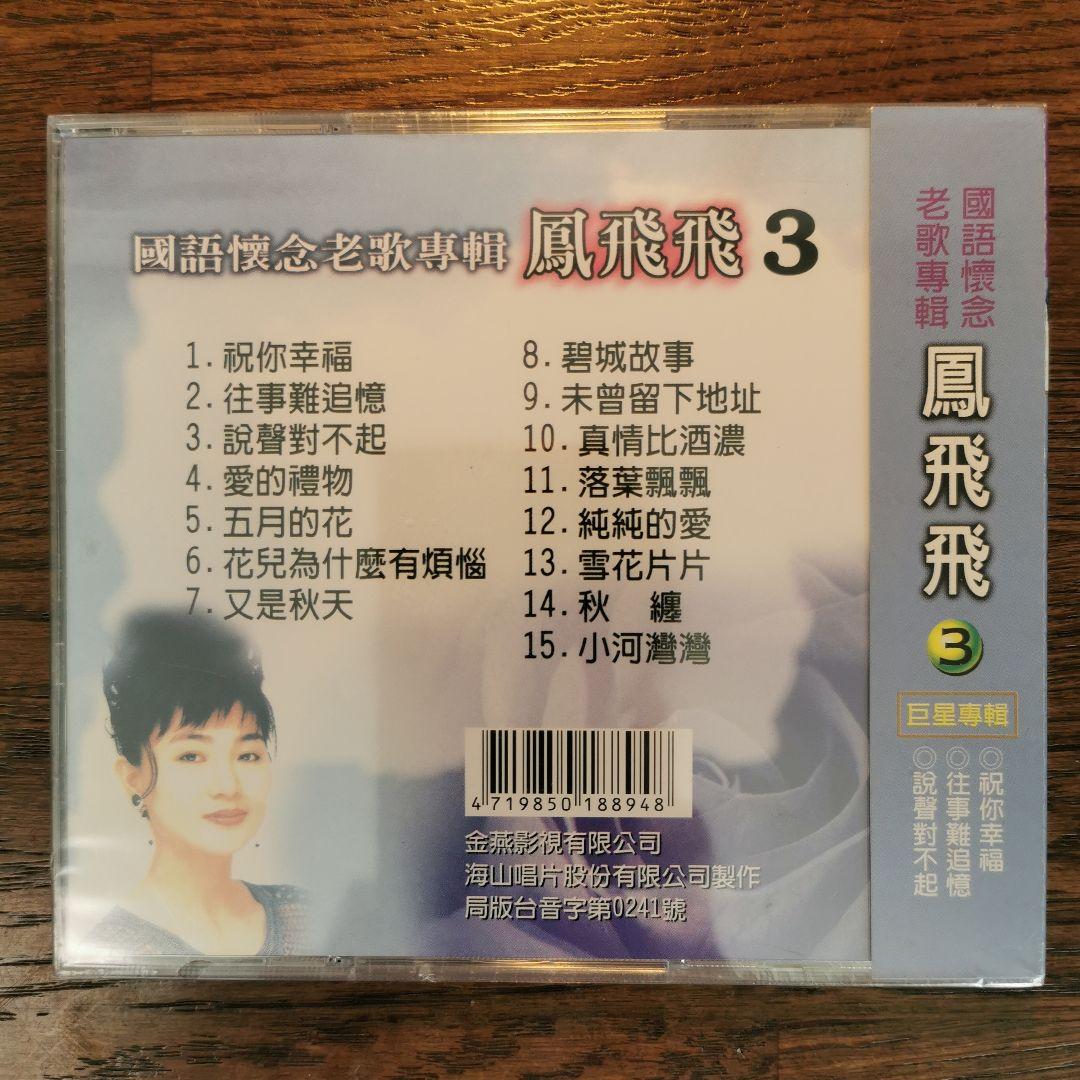 國語懷念老歌專輯 鳳飛飛 3
1. 祝你幸福
2. 往事難追憶
3. 說聲對不起
4. 愛的禮物
5. 五月的花
6. 花兒為什麼有煩惱
7. 又是秋天
8. 碧城故事
9. 未曾留下地址
10. 真情比酒濃
11. 落葉飄飄
12. 純純的愛
13. 雪花片片
14. 秋 纏
15. 小河灣灣
4 719850 188948
金燕影視有限公司
海山唱片股份有限公司製作
局版台音字第0241號
國語懷念
老歌專輯
鳳飛飛
3
巨星專輯
◎祝你幸福
◎往事難追憶
◎說聲對不起